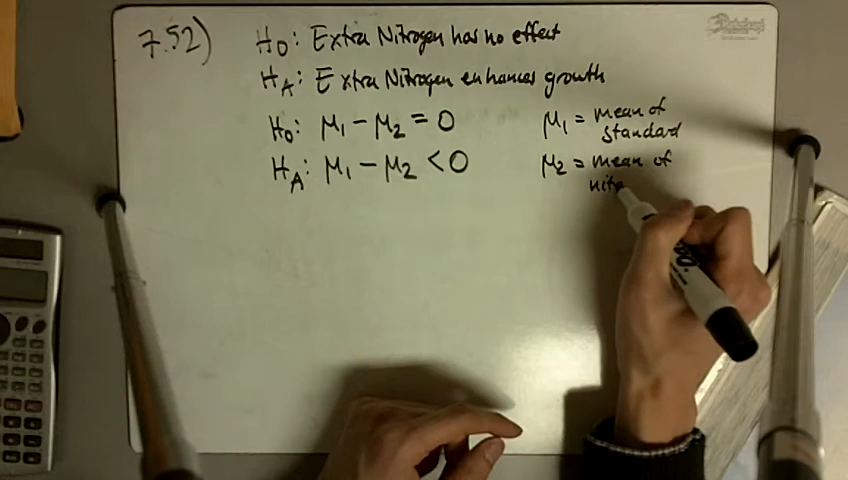 7.52)
H0: Extra Nitrogen has no effect
HA: Extra Nitrogen enhances growth
H0: μ1 - μ2 = 0
HA: μ1 - μ2 < 0
μ1 = mean of
standard
μ2 = mean of
nit